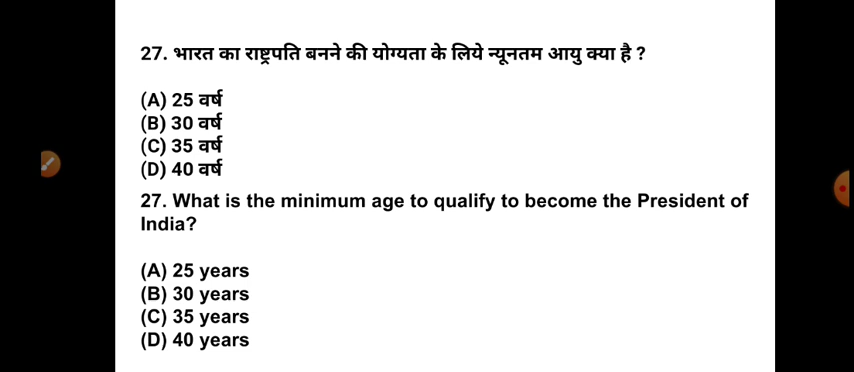 27. भारत का राष्ट्रपति बनने की योग्यता के लिये न्यूनतम आयु क्या है ?
(A) 25 वर्ष
(B) 30 वर्ष
(C) 35 वर्ष
(D) 40 वर्ष
27. What is the minimum age to qualify to become the President of
India?
(A) 25 years
(B) 30 years
(C) 35 years
(D) 40 years